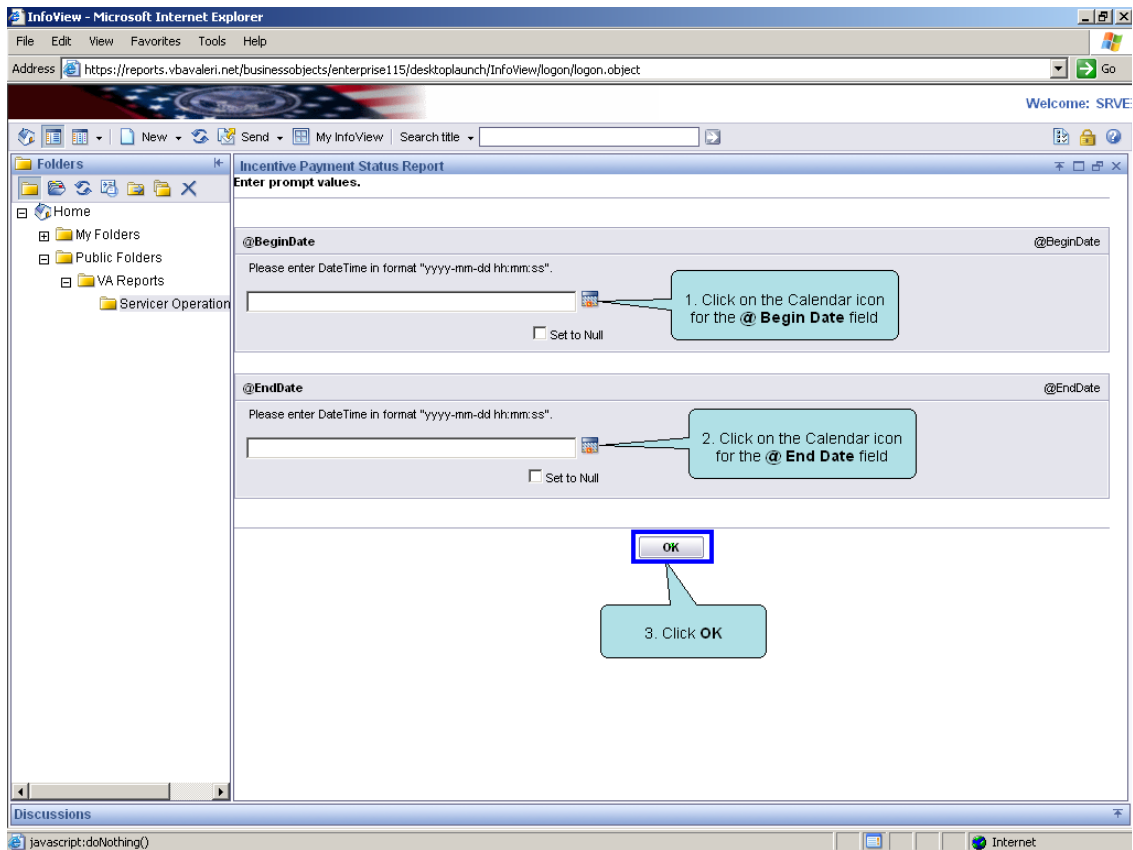 InfoView - Microsoft Internet Explorer
File Edit View Favorites Tools Help
Address https://reports.vbavaleri.net/businessobjects/enterprise115/desktoplaunch/InfoView/logon/logon.object Go
Welcome: SRVE
New Send My InfoView Search title
Folders
Incentive Payment Status Report
Enter prompt values.
Home
My Folders
Public Folders
VA Reports
Servicer Operation
@BeginDate @BeginDate
Please enter DateTime in format "yyyy-mm-dd hh:mm:ss".
1. Click on the Calendar icon
for the @ Begin Date field
Set to Null
@EndDate @EndDate
Please enter DateTime in format "yyyy-mm-dd hh:mm:ss".
2. Click on the Calendar icon
for the @ End Date field
Set to Null
OK
3. Click OK
Discussions
javascript:doNothing() Internet